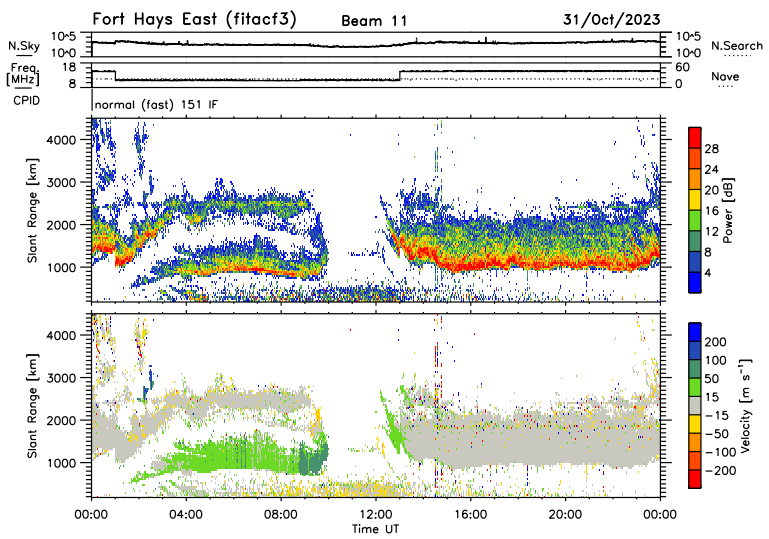 Fort Hays East (fitacf3) Beam 11 31/Oct/2023
N.Sky 10^5 10^0 10^5 10^0 N.Search
Freq. [MHz] 18 8 60 0 Nave
CPID normal (fast) 151 IF
Slant Range [km] 4000 3000 2000 1000
Power [dB] 28 24 20 16 12 8 4
Slant Range [km] 4000 3000 2000 1000
Velocity [m s⁻¹] 200 100 50 15 −15 −50 −100 −200
00:00 04:00 08:00 12:00 16:00 20:00 00:00
Time UT